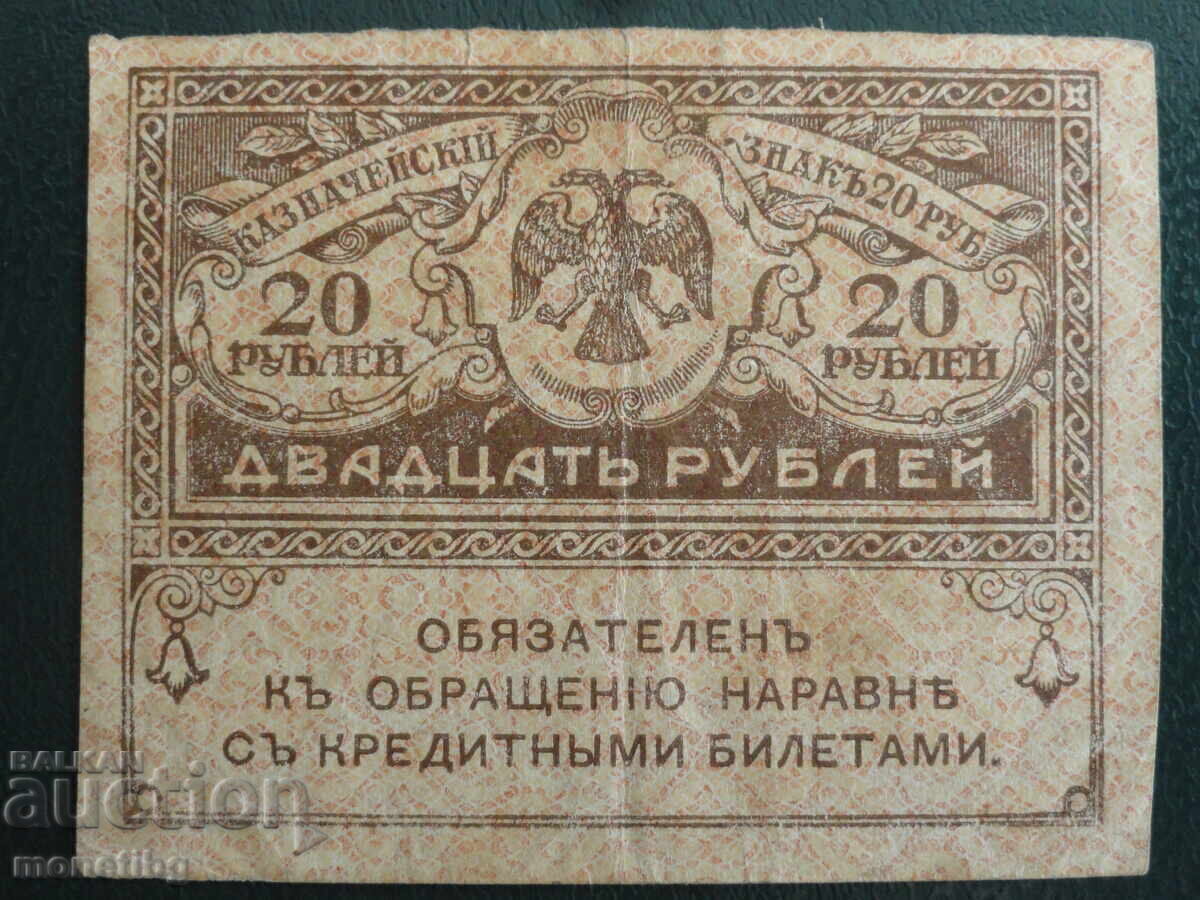 КАЗНАЧЕЙСКІЙ ЗНАКЪ 20 РУБ
20 20
РУБЛЕЙ РУБЛЕЙ
ДВАДЦАТЬ РУБЛЕЙ
ОБЯЗАТЕЛЕНЪ
КЪ ОБРАЩЕНІЮ НАРАВНѢ
СЪ КРЕДИТНЫМИ БИЛЕТАМИ.
BALKAN
auction
monetibg